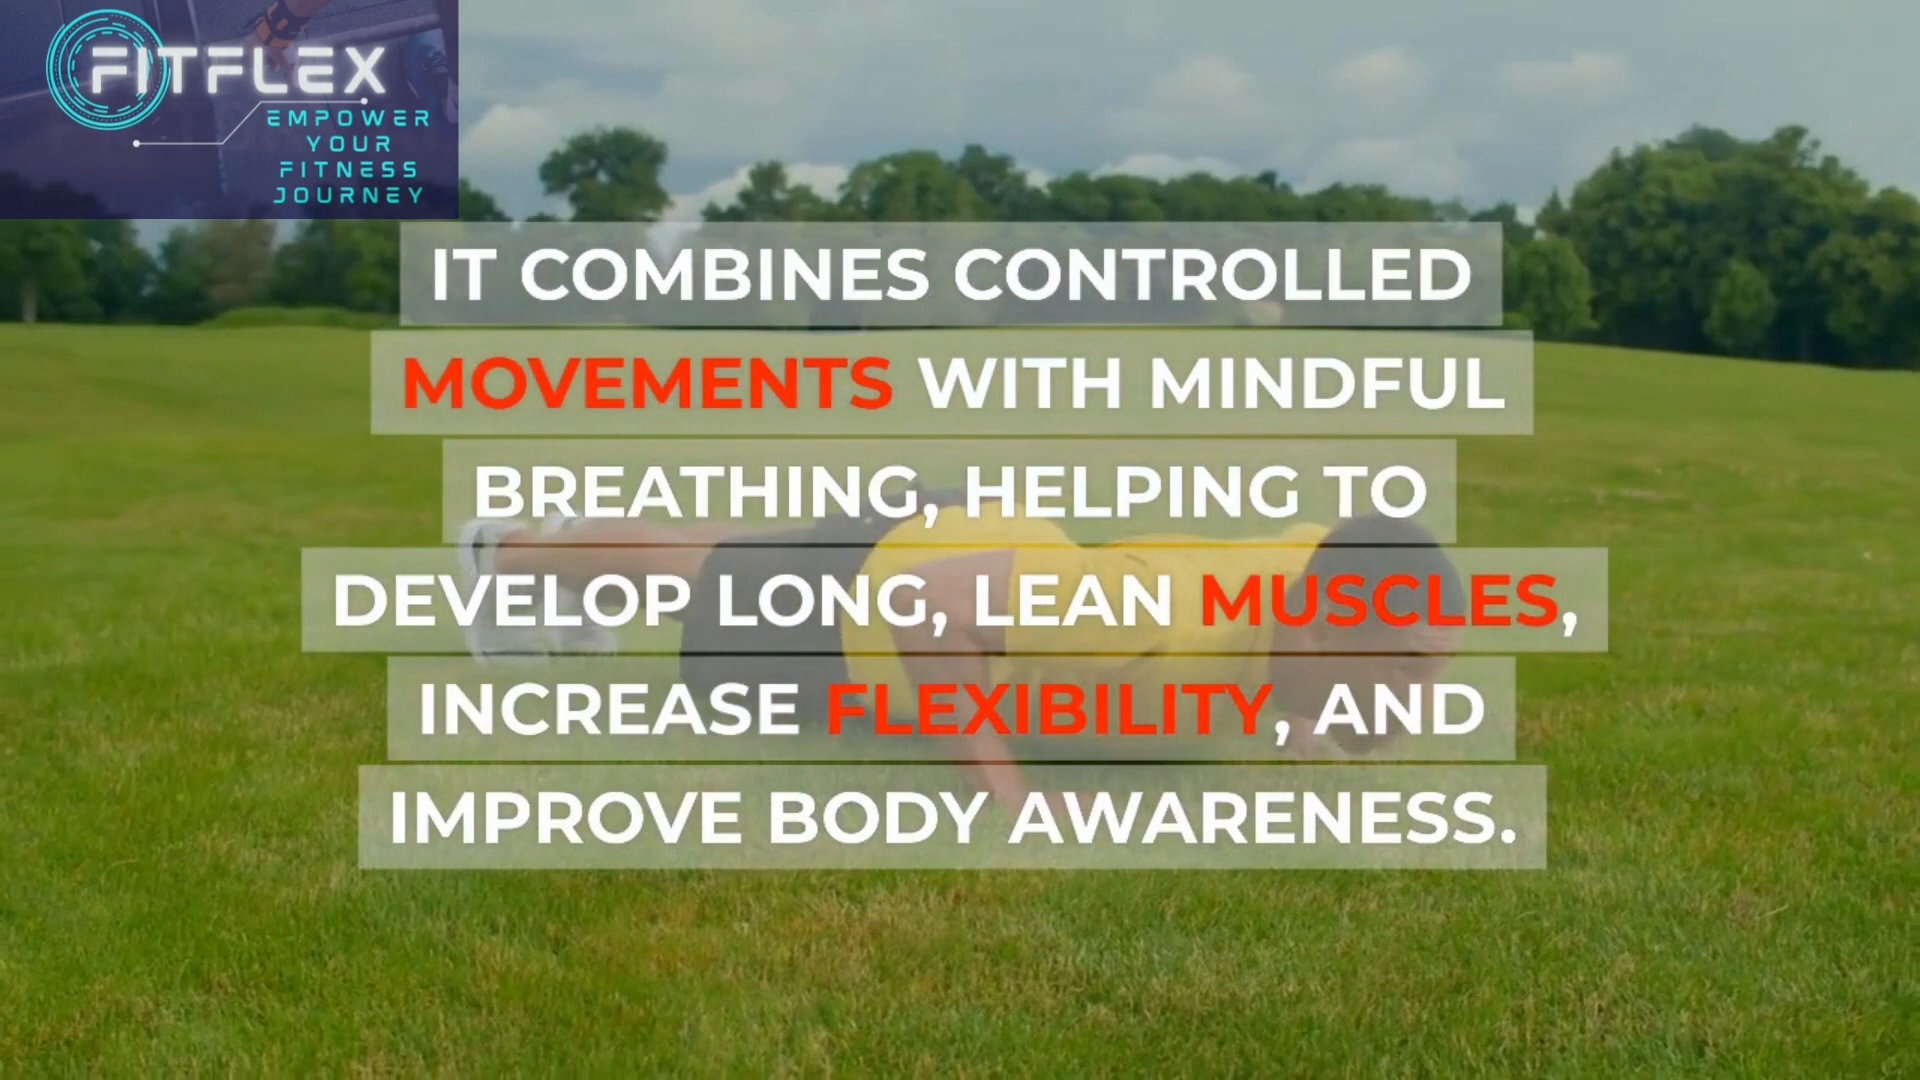 FITFLEX
EMPOWER
YOUR
FITNESS
JOURNEY
IT COMBINES CONTROLLED
MOVEMENTS WITH MINDFUL
BREATHING, HELPING TO
DEVELOP LONG, LEAN MUSCLES,
INCREASE FLEXIBILITY, AND
IMPROVE BODY AWARENESS.